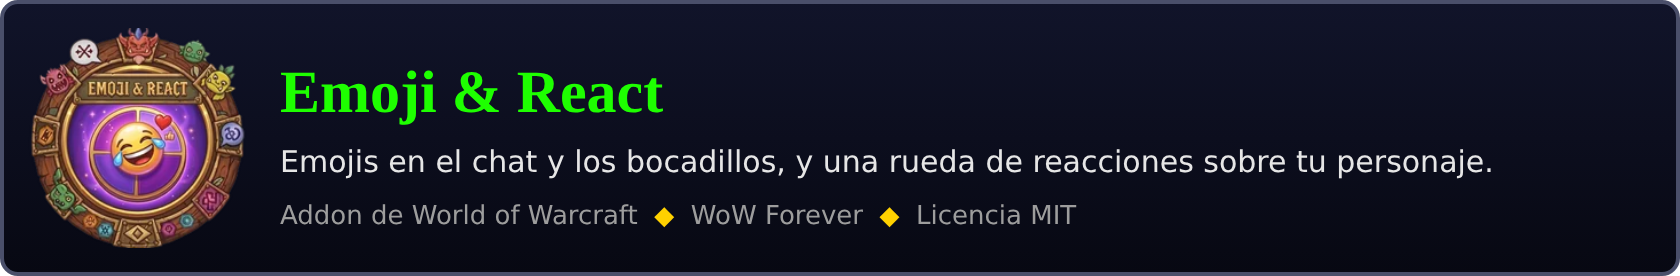 EMOJI & REACT
Emoji & React
Emojis en el chat y los bocadillos, y una rueda de reacciones sobre tu personaje.
Addon de World of Warcraft ◆ WoW Forever ◆ Licencia MIT